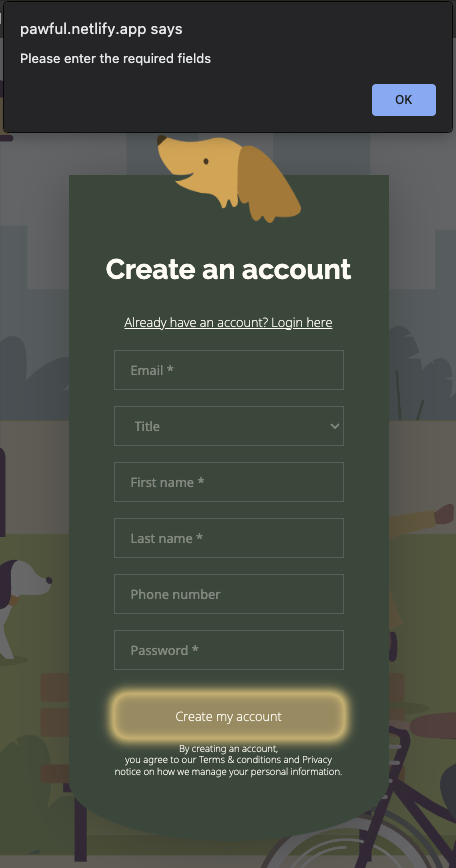 pawful.netlify.app says
Please enter the required fields
OK
Create an account
Already have an account? Login here
Email *
Title
First name *
Last name *
Phone number
Password *
Create my account
By creating an account,
you agree to our Terms & conditions and Privacy
notice on how we manage your personal information.